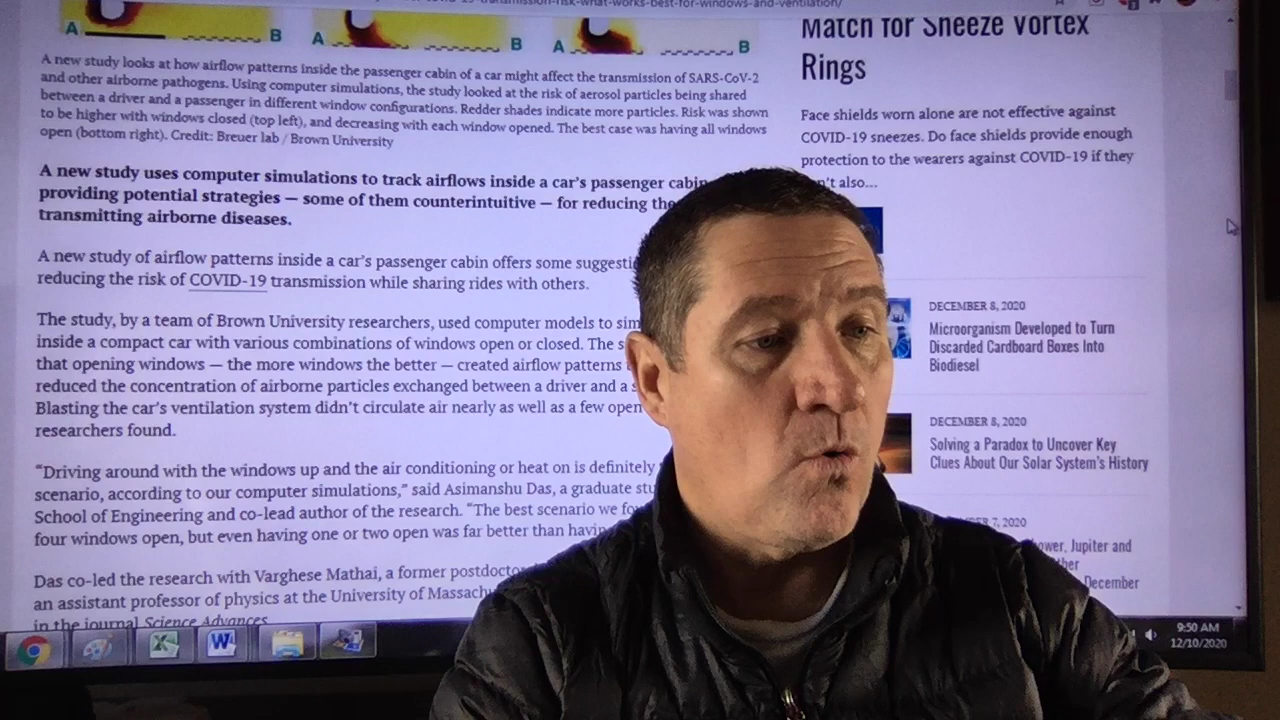 -19-transmission-risk-what-works-best-for-windows-and-ventilation/
A B A B A B
A new study looks at how airflow patterns inside the passenger cabin of a car might affect the transmission of SARS-CoV-2
and other airborne pathogens. Using computer simulations, the study looked at the risk of aerosol particles being shared
between a driver and a passenger in different window configurations. Redder shades indicate more particles. Risk was shown
to be higher with windows closed (top left), and decreasing with each window opened. The best case was having all windows
open (bottom right). Credit: Breuer lab / Brown University
A new study uses computer simulations to track airflows inside a car's passenger cabin
providing potential strategies — some of them counterintuitive — for reducing the
transmitting airborne diseases.
A new study of airflow patterns inside a car's passenger cabin offers some
reducing the risk of COVID-19 transmission while sharing rides with others.
The study, by a team of Brown University researchers, used computer models to
inside a compact car with various combinations of windows open or closed. The
that opening windows — the more windows the better — created airflow patterns
reduced the concentration of airborne particles exchanged between a driver and a
Blasting the car's ventilation system didn't circulate air nearly as well as a few open
researchers found.
“Driving around with the windows up and the air conditioning or heat on is definitely
scenario, according to our computer simulations,” said Asimanshu Das, a graduate
School of Engineering and co-lead author of the research. “The best scenario we
four windows open, but even having one or two open was far better than
Das co-led the research with Varghese Mathai, a former
an assistant professor of physics at the University of
in the journal Science Advances
Match for Sneeze Vortex
Rings
Face shields worn alone are not effective against
COVID-19 sneezes. Do face shields provide enough
protection to the wearers against COVID-19 if they
also...
DECEMBER 8, 2020
Microorganism Developed to Turn
Discarded Cardboard Boxes Into
Biodiesel
DECEMBER 8, 2020
Solving a Paradox to Uncover Key
Clues About Our Solar System's History
7, 2020
Jupiter and
December
9:50 AM
12/10/2020